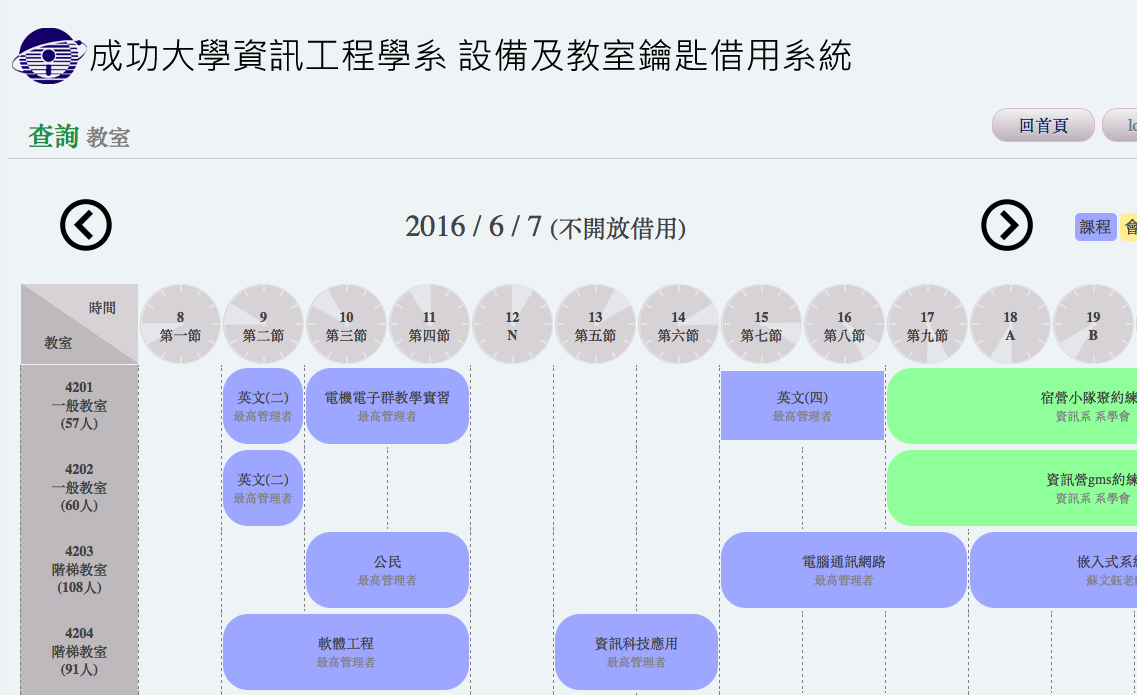 成功大學資訊工程學系 設備及教室鑰匙借用系統
查詢 教室
回首頁
2016 / 6 / 7 (不開放借用)
課程
會
時間
教室
8
第一節
9
第二節
10
第三節
11
第四節
12
N
13
第五節
14
第六節
15
第七節
16
第八節
17
第九節
18
A
19
B
4201
一般教室
(57人)
英文(二)
最高管理者
電機電子群教學實習
最高管理者
英文(四)
最高管理者
宿營小隊寮約練
資訊系 系學會
4202
一般教室
(60人)
英文(二)
最高管理者
資訊營gms約練
資訊系 系學會
4203
階梯教室
(108人)
公民
最高管理者
電腦通訊網路
最高管理者
嵌入式系統
蘇文鈺老師
4204
階梯教室
(91人)
軟體工程
最高管理者
資訊科技應用
最高管理者